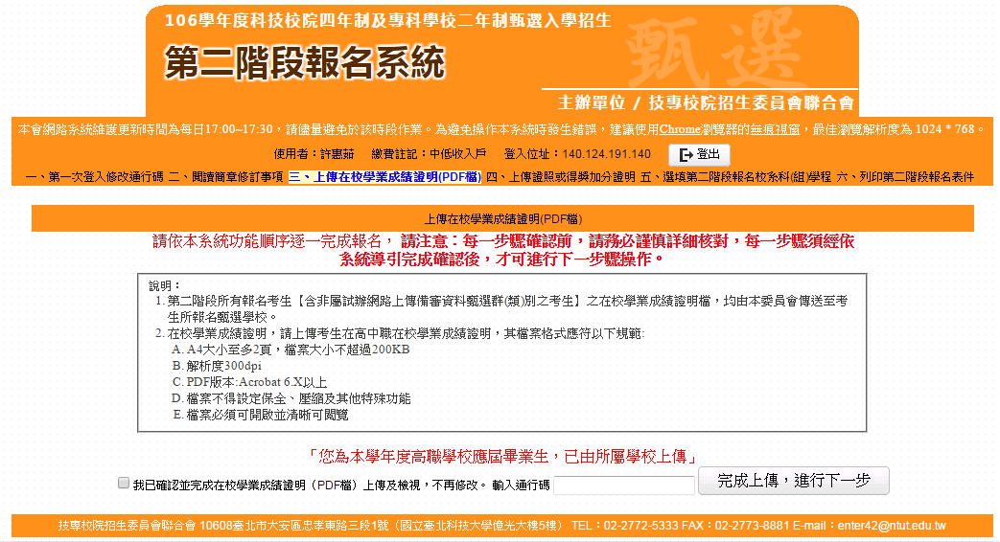 106學年度科技校院四年制及專科學校二年制甄選入學招生
甄選
第二階段報名系統
主辦單位 / 技專校院招生委員會聯合會
本會網路系統維護更新時間為每日17:00~17:30，請儘量避免於該時段作業。為避免操作本系統時發生錯誤，建議使用Chrome瀏覽器的無痕視窗，最佳瀏覽解析度為 1024 * 768。
使用者：許惠茹 繳費註記：中低收入戶 登入位址：140.124.191.140 登出
一、第一次登入修改通行碼 二、閱讀簡章修訂事項 三、上傳在校學業成績證明(PDF檔) 四、上傳證照或得獎加分證明 五、選填第二階段報名校系科(組)學程 六、列印第二階段報名表件
上傳在校學業成績證明(PDF檔)
請依本系統功能順序逐一完成報名， 請注意：每一步驟確認前，請務必謹慎詳細核對，每一步驟須經依
系統導引完成確認後，才可進行下一步驟操作。
說明：
1. 第二階段所有報名考生【含非屬試辦網路上傳備審資料甄選群(類)別之考生】之在校學業成績證明檔，均由本委員會傳送至考
生所報名甄選學校。
2. 在校學業成績證明，請上傳考生在高中職在校學業成績證明，其檔案格式應符以下規範:
A. A4大小至多2頁，檔案大小不超過200KB
B. 解析度300dpi
C. PDF版本:Acrobat 6.X以上
D. 檔案不得設定保全、壓縮及其他特殊功能
E. 檔案必須可開啟並清晰可閱覽
「您為本學年度高職學校應屆畢業生，已由所屬學校上傳」
我已確認並完成在校學業成績證明（PDF檔）上傳及檢視，不再修改。 輸入通行碼 完成上傳，進行下一步
技專校院招生委員會聯合會 10608臺北市大安區忠孝東路三段1號（國立臺北科技大學億光大樓5樓） TEL：02-2772-5333 FAX：02-2773-8881 E-mail：enter42@ntut.edu.tw